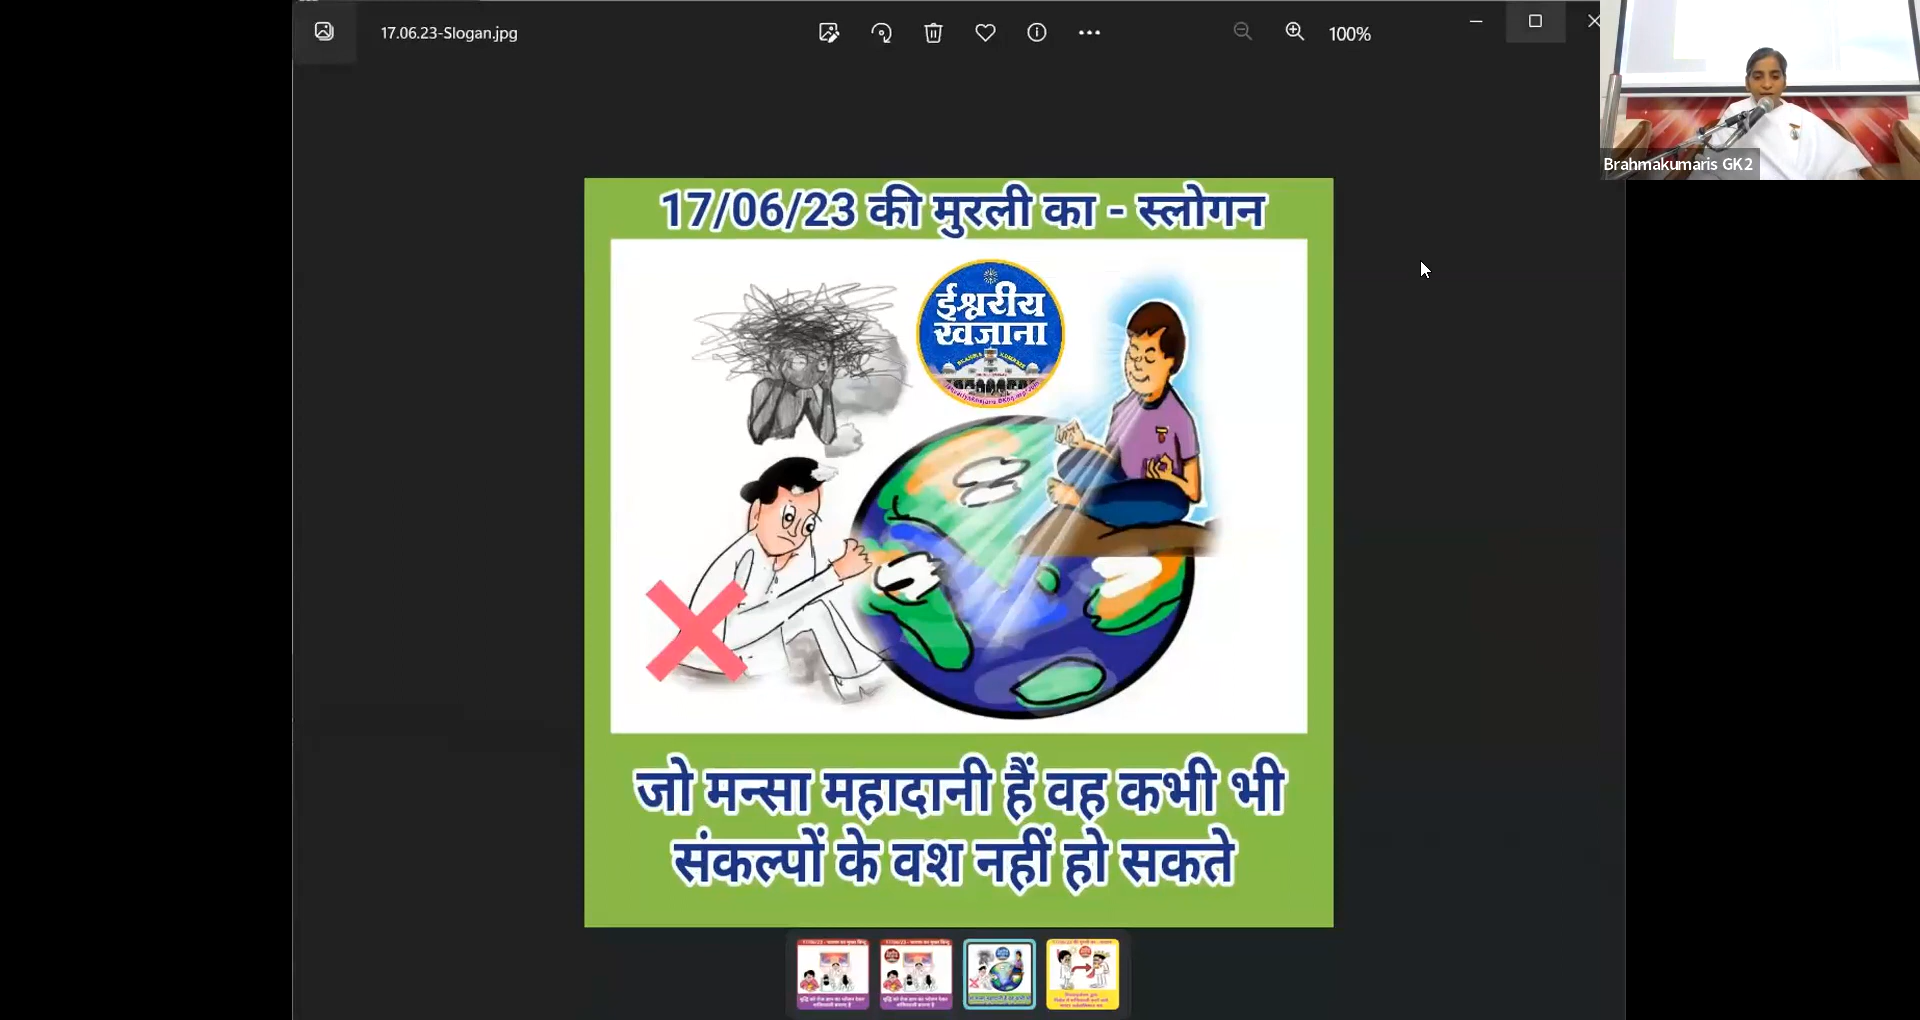 17.06.23-Slogan.jpg
100%
Brahmakumaris GK2
17/06/23 की मुरली का - स्लोगन
ईश्वरीय
खजाना
जो मन्सा महादानी हैं वह कभी भी
संकल्पों के वश नहीं हो सकते